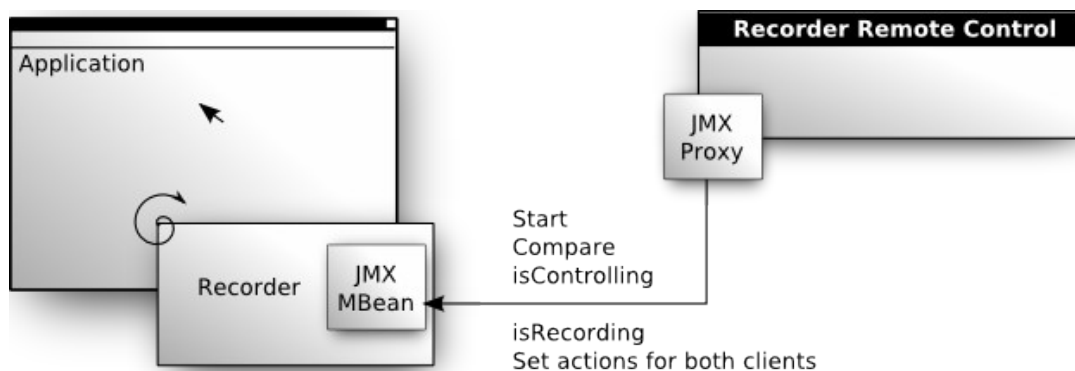 Application
Recorder Remote Control
JMX
Proxy
Start
Compare
isControlling
Recorder
JMX
MBean
isRecording
Set actions for both clients